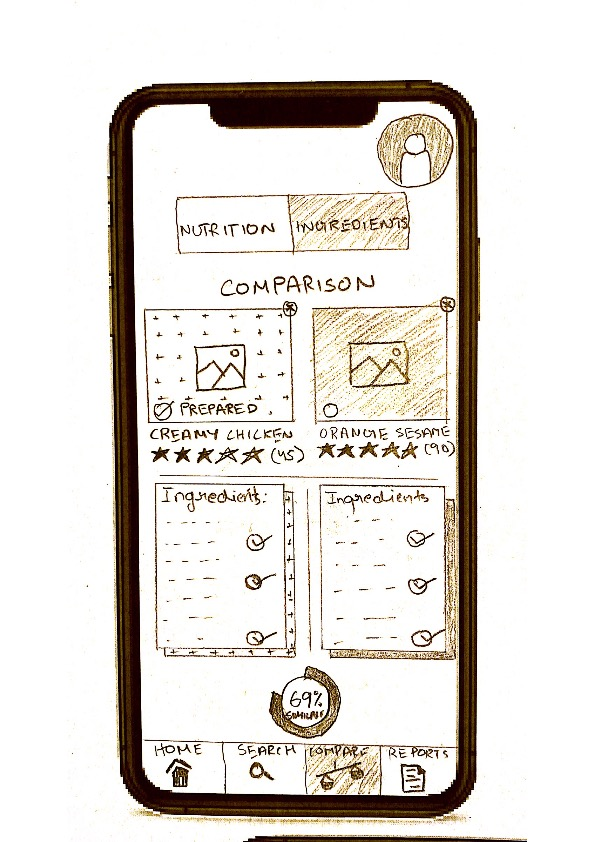 NUTRITION INGREDIENTS
COMPARISON
PREPARED
CREAMY CHICKEN ORANGE SESAME
(45) (90)
Ingredients: Ingredients
69%
SIMILAR
HOME SEARCH COMPARE REPORTS